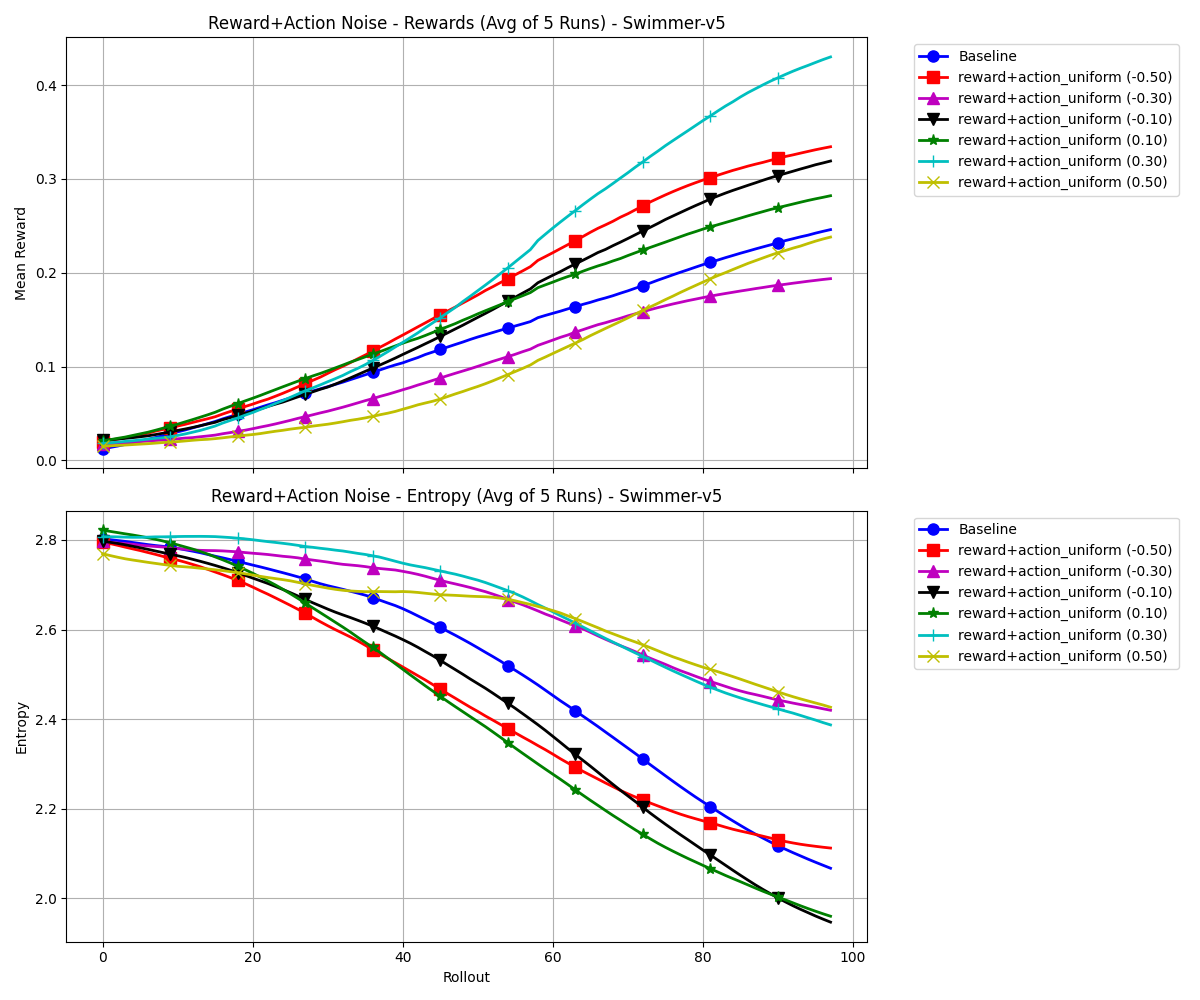 Reward+Action Noise - Rewards (Avg of 5 Runs) - Swimmer-v5
Mean Reward
0.4
0.3
0.2
0.1
0.0
Baseline
reward+action_uniform (-0.50)
reward+action_uniform (-0.30)
reward+action_uniform (-0.10)
reward+action_uniform (0.10)
reward+action_uniform (0.30)
reward+action_uniform (0.50)
Reward+Action Noise - Entropy (Avg of 5 Runs) - Swimmer-v5
Entropy
2.8
2.6
2.4
2.2
2.0
0 20 40 60 80 100
Rollout
Baseline
reward+action_uniform (-0.50)
reward+action_uniform (-0.30)
reward+action_uniform (-0.10)
reward+action_uniform (0.10)
reward+action_uniform (0.30)
reward+action_uniform (0.50)